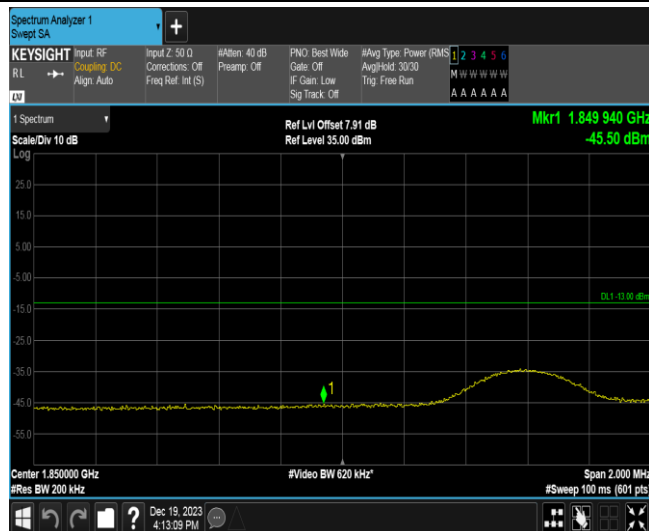 Spectrum Analyzer 1
Swept SA
+
KEYSIGHT
RL
LXI
Input: RF
Coupling: DC
Align: Auto
Input Z: 50 Ω
Corrections: Off
Freq Ref: Int (S)
#Atten: 40 dB
Preamp: Off
PNO: Best Wide
Gate: Off
IF Gain: Low
Sig Track: Off
#Avg Type: Power (RMS
Avg|Hold: 30/30
Trig: Free Run
1 2 3 4 5 6
M W W W W W
A A A A A A
1 Spectrum
Scale/Div 10 dB
Log
Ref Lvl Offset 7.91 dB
Ref Level 35.00 dBm
Mkr1 1.849 940 GHz
-45.50 dBm
25.0
15.0
5.00
-5.00
DL1 -13.00 dBm
-15.0
-25.0
-35.0
1
-45.0
-55.0
Center 1.850000 GHz
#Video BW 620 kHz*
Span 2.000 MHz
#Res BW 200 kHz
#Sweep 100 ms (601 pts)
?
Dec 19, 2023
4:13:09 PM